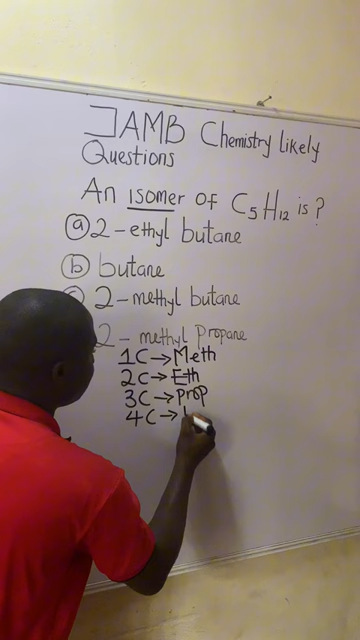 JAMB Chemistry Likely
Questions
An isomer of C₅H₁₂ is?
(a) 2-ethyl butane
(b) butane
2-methyl butane
2-methyl Propane
1C→Meth
2C→Eth
3C→Prop
4C→